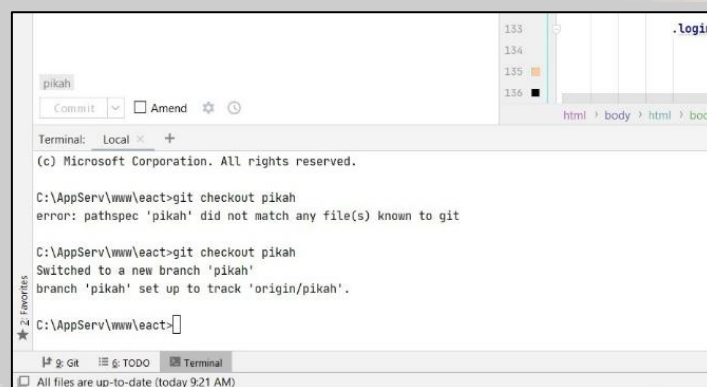 133
.login
134
135
136
pikah
Commit
Amend
html › body › html › bod
Terminal: Local × +
(c) Microsoft Corporation. All rights reserved.
C:\AppServ\www\eact>git checkout pikah
error: pathspec 'pikah' did not match any file(s) known to git
C:\AppServ\www\eact>git checkout pikah
Switched to a new branch 'pikah'
branch 'pikah' set up to track 'origin/pikah'.
C:\AppServ\www\eact>
2: Favorites
9: Git
6: TODO
Terminal
All files are up-to-date (today 9:21 AM)